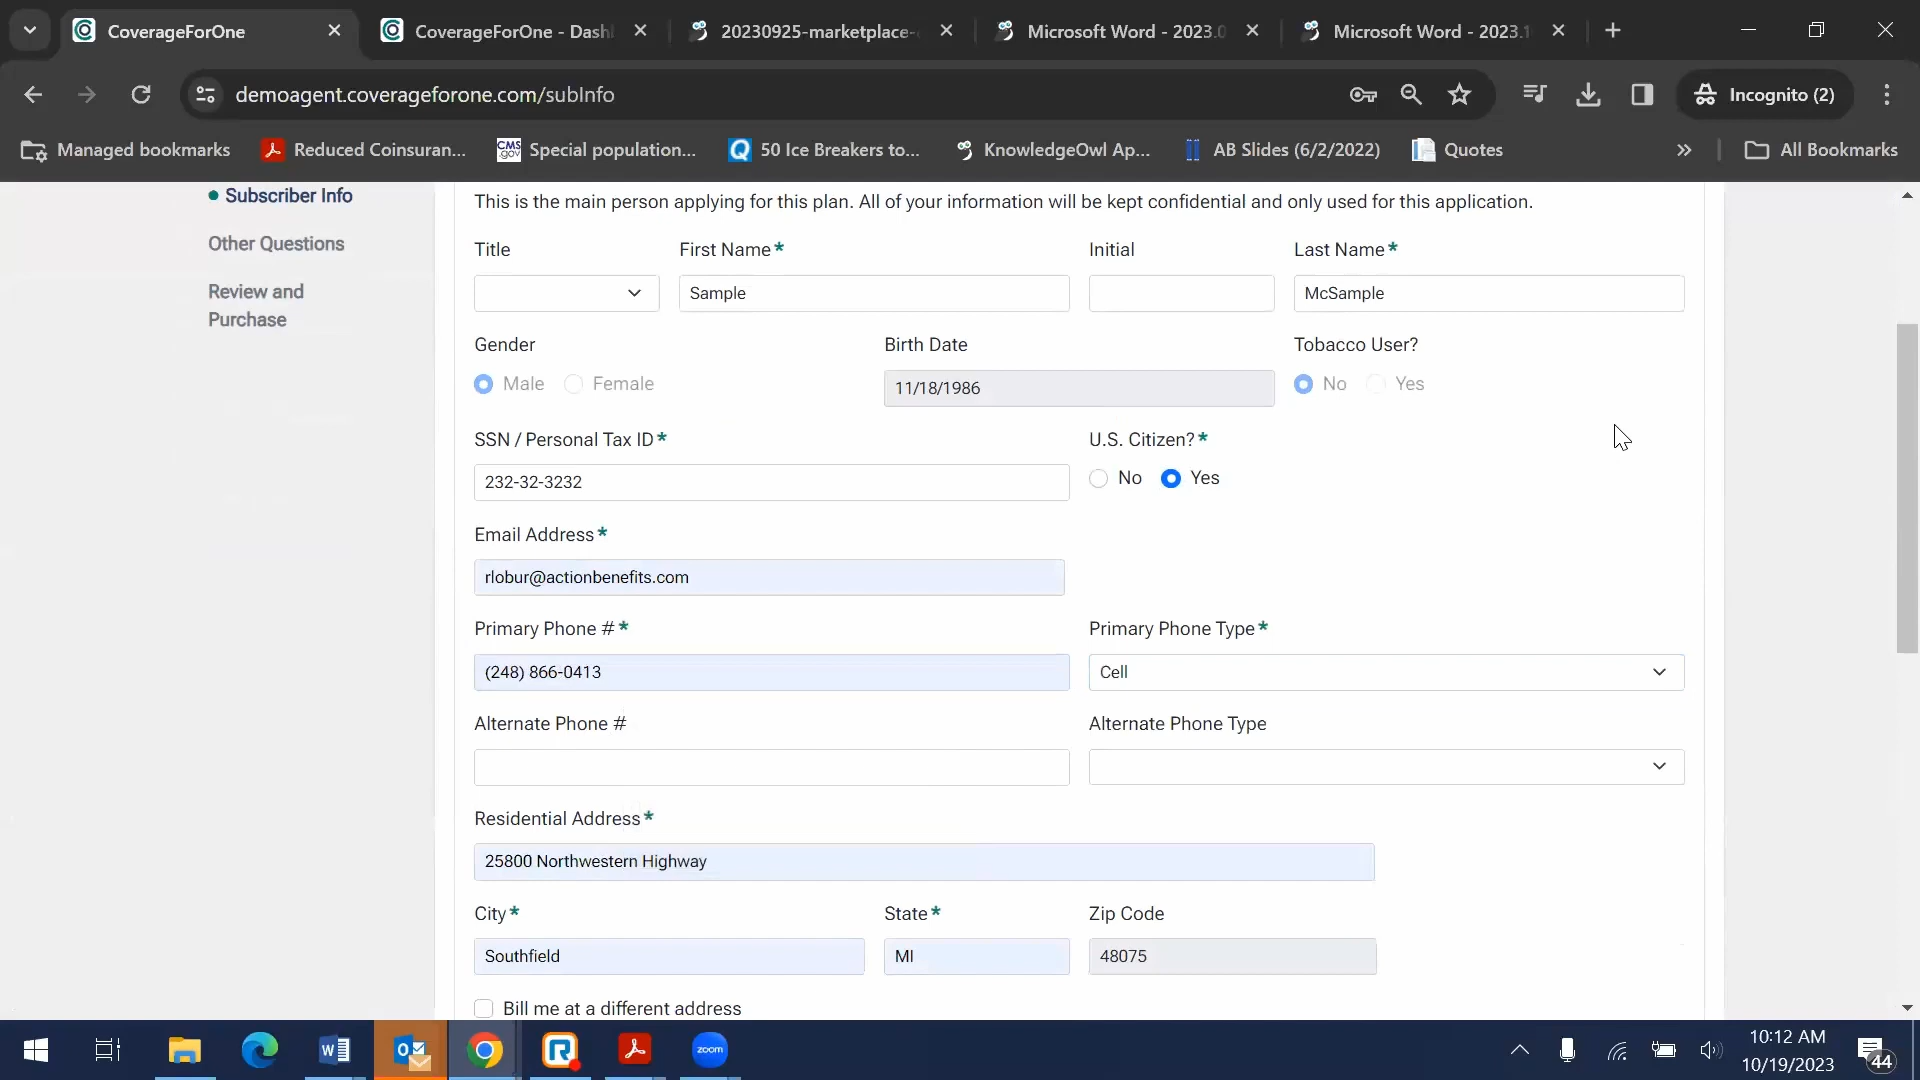 CoverageForOne
CoverageForOne - Dash
20230925-marketplace-
Microsoft Word - 2023.0
Microsoft Word - 2023.1
demoagent.coverageforone.com/subInfo
Incognito (2)
Managed bookmarks
Reduced Coinsuran...
CMS.gov
Special population...
50 Ice Breakers to...
KnowledgeOwl Ap...
AB Slides (6/2/2022)
Quotes
All Bookmarks
Subscriber Info
Other Questions
Review and
Purchase
This is the main person applying for this plan. All of your information will be kept confidential and only used for this application.
Title First Name* Initial Last Name*
Sample McSample
Gender Birth Date Tobacco User?
Male Female 11/18/1986 No Yes
SSN / Personal Tax ID* U.S. Citizen?*
232-32-3232 No Yes
Email Address*
rlobur@actionbenefits.com
Primary Phone #* Primary Phone Type*
(248) 866-0413 Cell
Alternate Phone # Alternate Phone Type
Residential Address*
25800 Northwestern Highway
City* State* Zip Code
Southfield MI 48075
Bill me at a different address
zoom
10:12 AM
10/19/2023
44